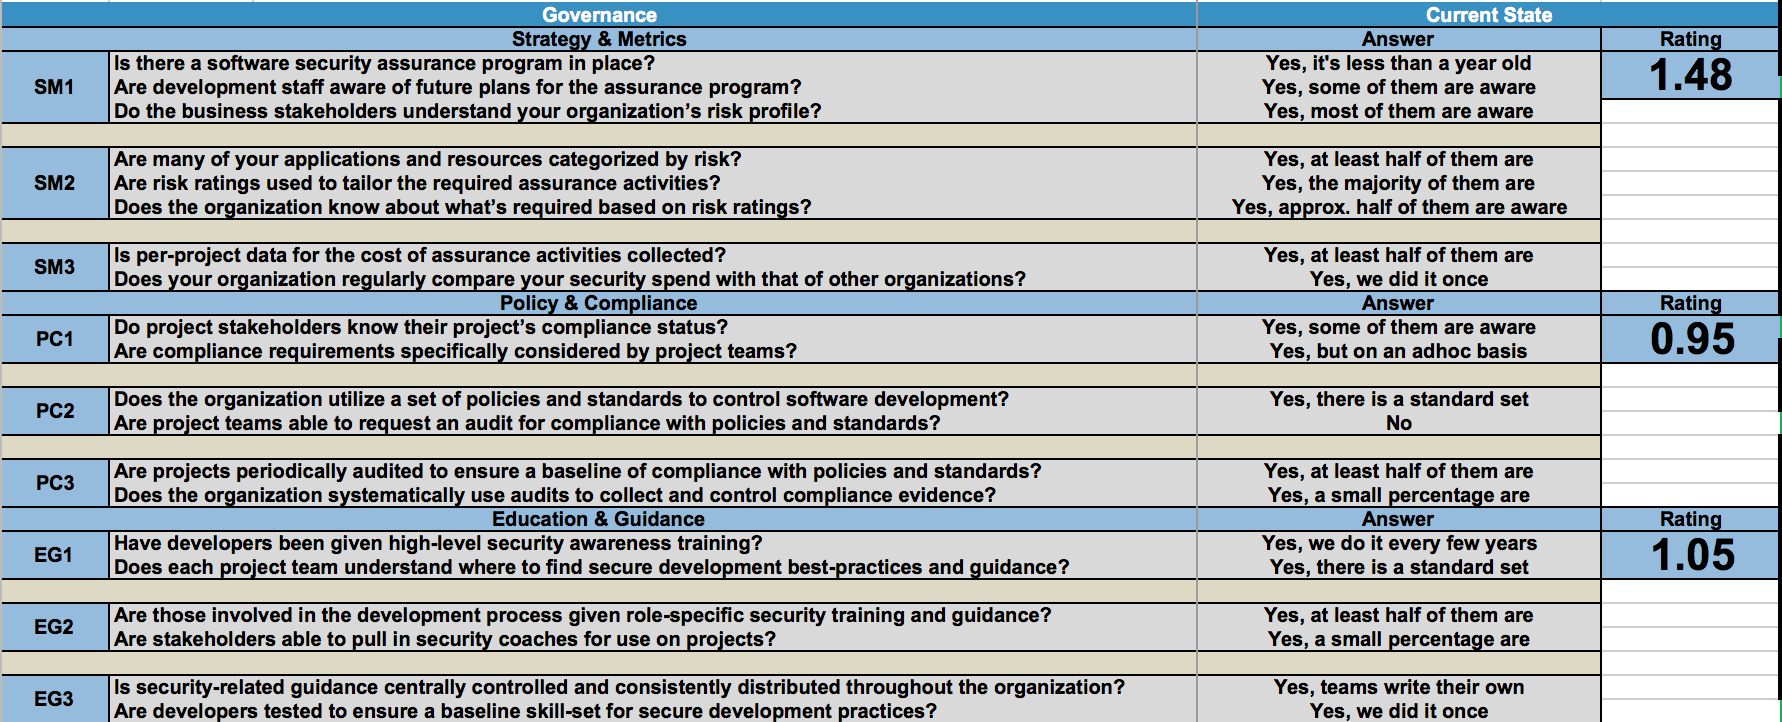 Governance Current State
Strategy & Metrics Answer Rating
SM1 Is there a software security assurance program in place? Yes, it's less than a year old 1.48
Are development staff aware of future plans for the assurance program? Yes, some of them are aware
Do the business stakeholders understand your organization’s risk profile? Yes, most of them are aware
SM2 Are many of your applications and resources categorized by risk? Yes, at least half of them are
Are risk ratings used to tailor the required assurance activities? Yes, the majority of them are
Does the organization know about what’s required based on risk ratings? Yes, approx. half of them are aware
SM3 Is per-project data for the cost of assurance activities collected? Yes, at least half of them are
Does your organization regularly compare your security spend with that of other organizations? Yes, we did it once
Policy & Compliance Answer Rating
PC1 Do project stakeholders know their project’s compliance status? Yes, some of them are aware 0.95
Are compliance requirements specifically considered by project teams? Yes, but on an adhoc basis
PC2 Does the organization utilize a set of policies and standards to control software development? Yes, there is a standard set
Are project teams able to request an audit for compliance with policies and standards? No
PC3 Are projects periodically audited to ensure a baseline of compliance with policies and standards? Yes, at least half of them are
Does the organization systematically use audits to collect and control compliance evidence? Yes, a small percentage are
Education & Guidance Answer Rating
EG1 Have developers been given high-level security awareness training? Yes, we do it every few years 1.05
Does each project team understand where to find secure development best-practices and guidance? Yes, there is a standard set
EG2 Are those involved in the development process given role-specific security training and guidance? Yes, at least half of them are
Are stakeholders able to pull in security coaches for use on projects? Yes, a small percentage are
EG3 Is security-related guidance centrally controlled and consistently distributed throughout the organization? Yes, teams write their own
Are developers tested to ensure a baseline skill-set for secure development practices? Yes, we did it once